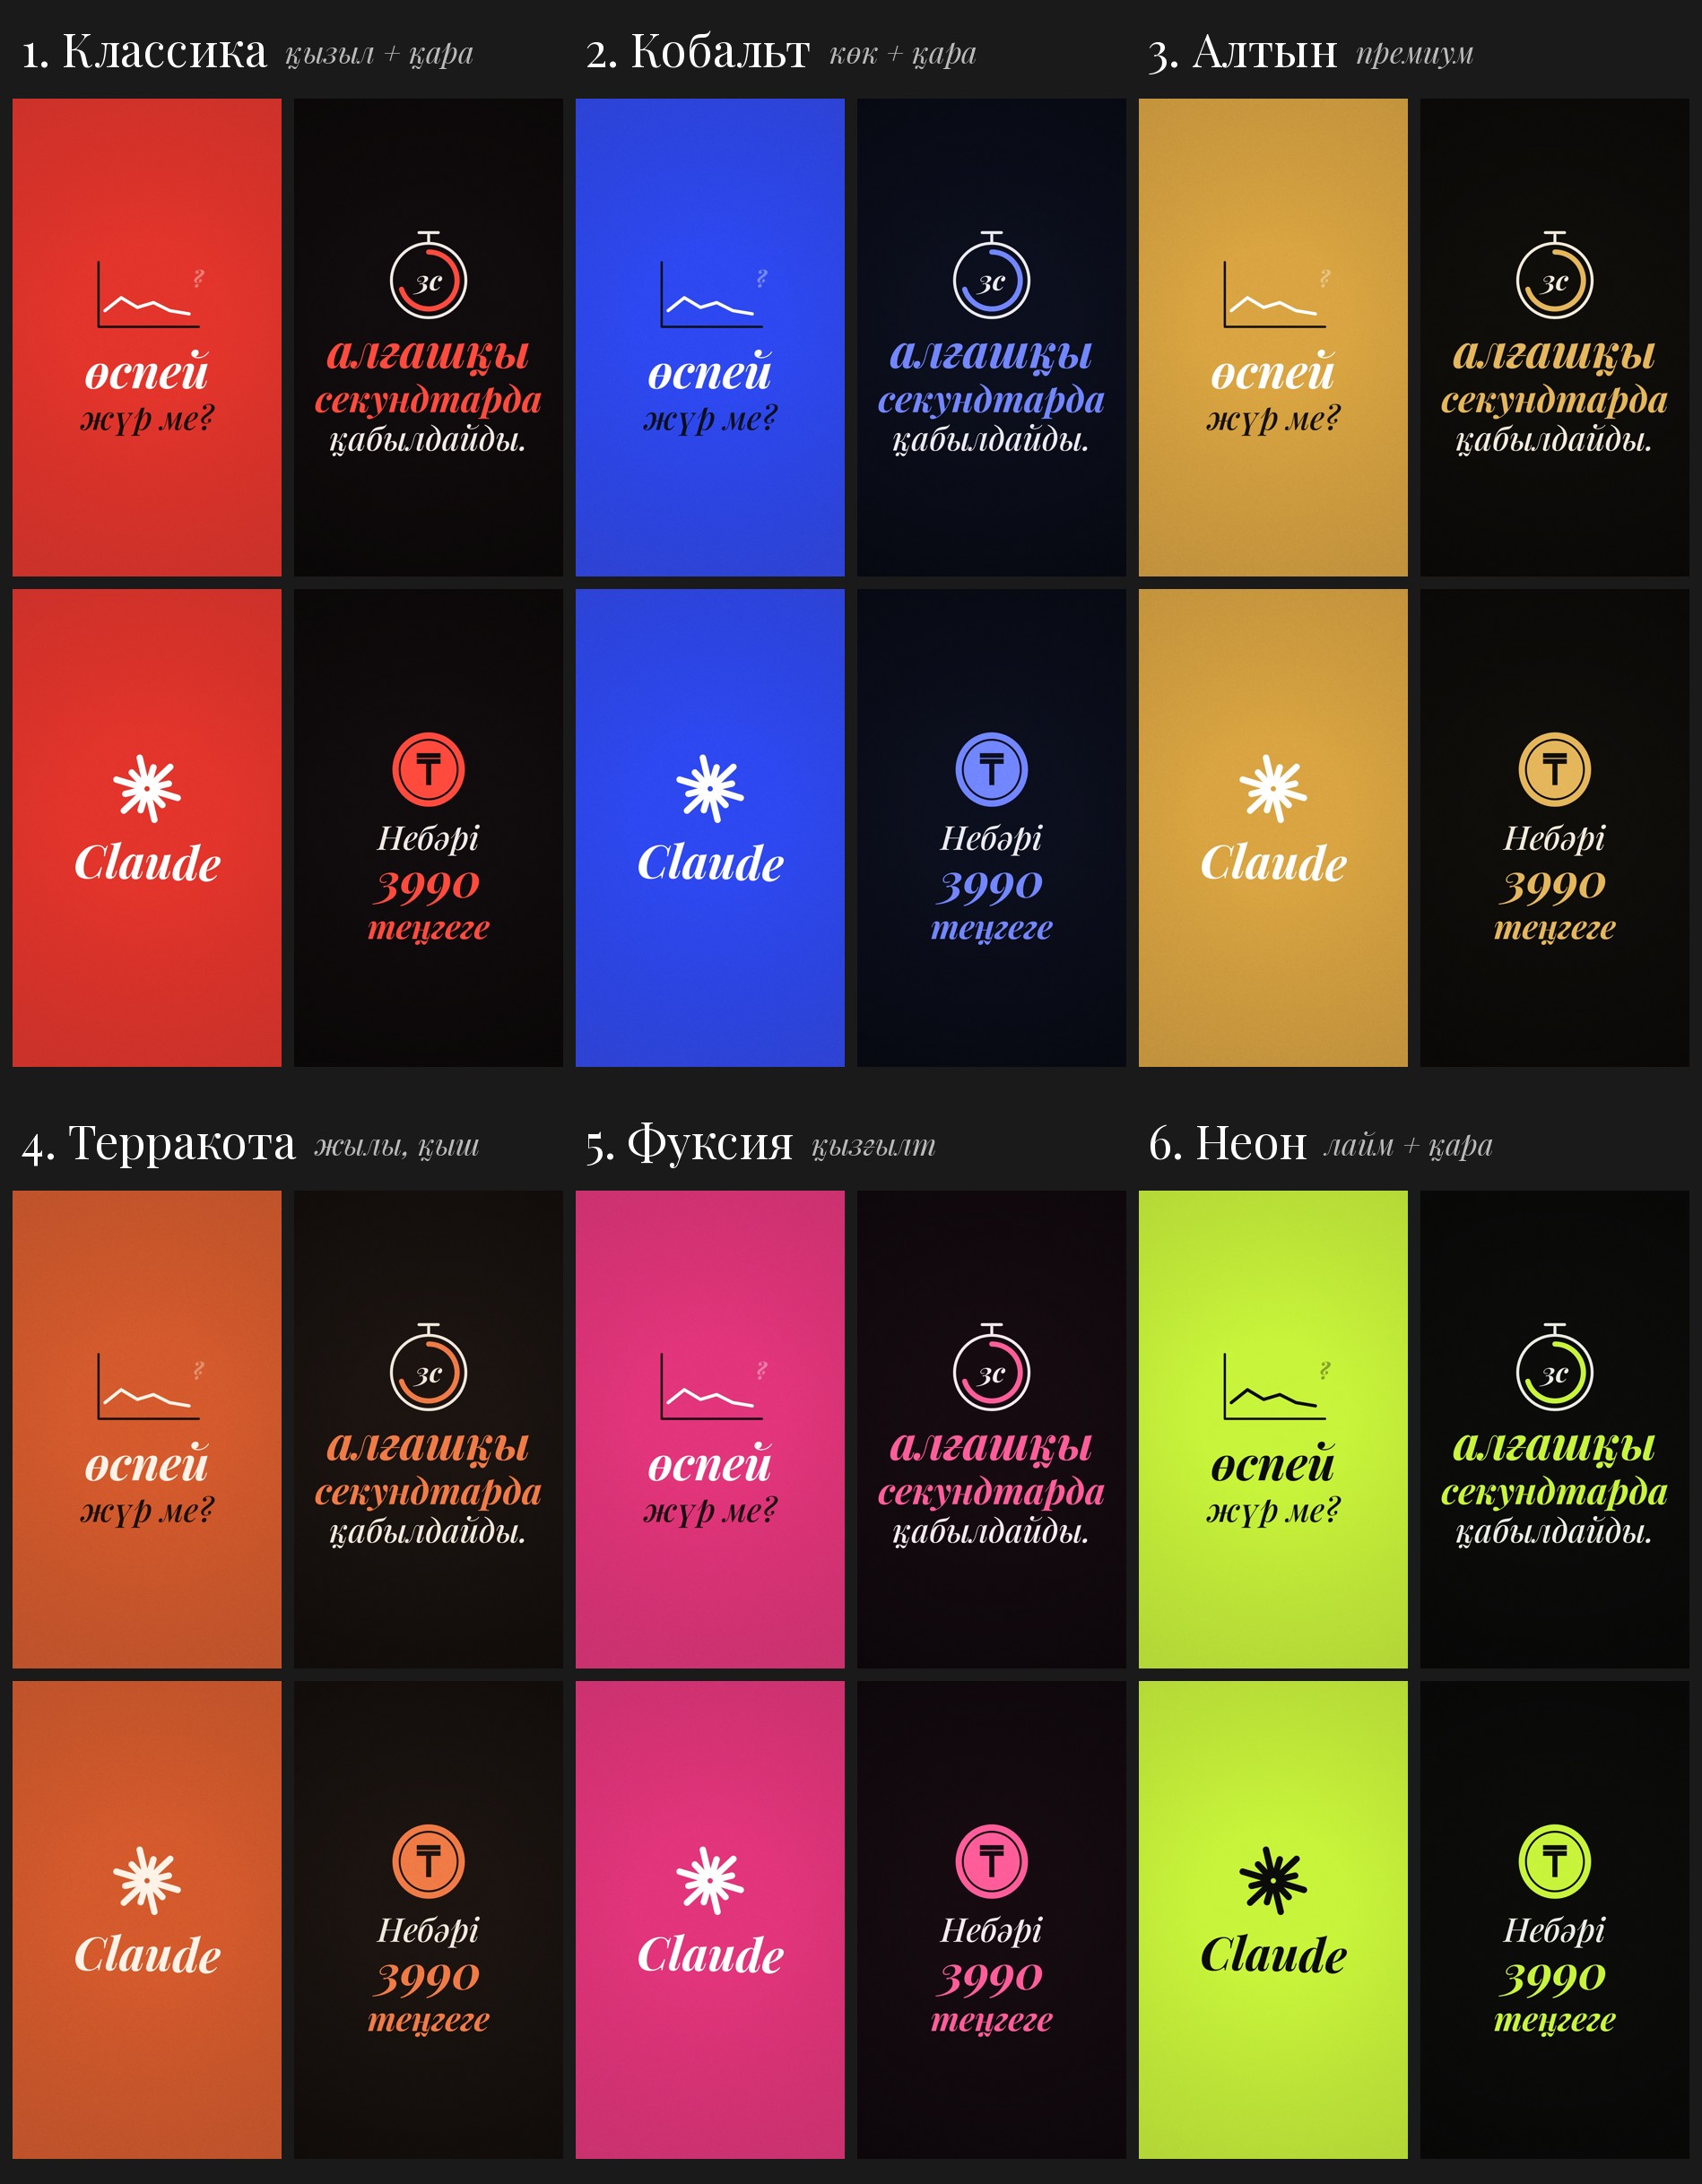 1. Классика қызыл + қара
2. Кобальт көк + қара
3. Алтын премиум
?
өспей
жүр ме?
3с
алғашқы
секундтарда
қабылдайды.
?
өспей
жүр ме?
3с
алғашқы
секундтарда
қабылдайды.
?
өспей
жүр ме?
3с
алғашқы
секундтарда
қабылдайды.
Claude
₸
Небәрі
3990
теңгеге
Claude
₸
Небәрі
3990
теңгеге
Claude
₸
Небәрі
3990
теңгеге
4. Терракота жылы, қыш
5. Фуксия қызғылт
6. Неон лайм + қара
?
өспей
жүр ме?
3с
алғашқы
секундтарда
қабылдайды.
?
өспей
жүр ме?
3с
алғашқы
секундтарда
қабылдайды.
?
өспей
жүр ме?
3с
алғашқы
секундтарда
қабылдайды.
Claude
₸
Небәрі
3990
теңгеге
Claude
₸
Небәрі
3990
теңгеге
Claude
₸
Небәрі
3990
теңгеге